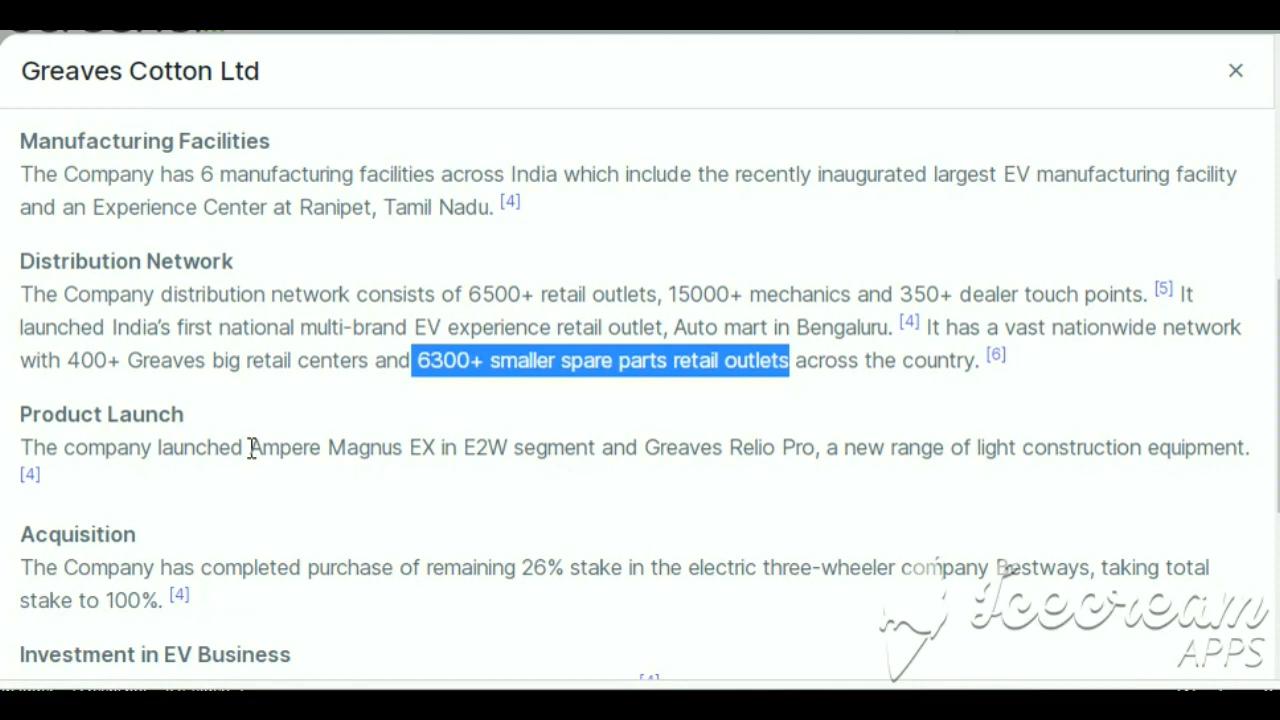 Greaves Cotton Ltd ×
Manufacturing Facilities
The Company has 6 manufacturing facilities across India which include the recently inaugurated largest EV manufacturing facility
and an Experience Center at Ranipet, Tamil Nadu. [4]
Distribution Network
The Company distribution network consists of 6500+ retail outlets, 15000+ mechanics and 350+ dealer touch points. [5] It
launched India's first national multi-brand EV experience retail outlet, Auto mart in Bengaluru. [4] It has a vast nationwide network
with 400+ Greaves big retail centers and 6300+ smaller spare parts retail outlets across the country. [6]
Product Launch
The company launched Ampere Magnus EX in E2W segment and Greaves Relio Pro, a new range of light construction equipment.
[4]
Acquisition
The Company has completed purchase of remaining 26% stake in the electric three-wheeler company Bestways, taking total
stake to 100%. [4]
Icecream
APPS
Investment in EV Business